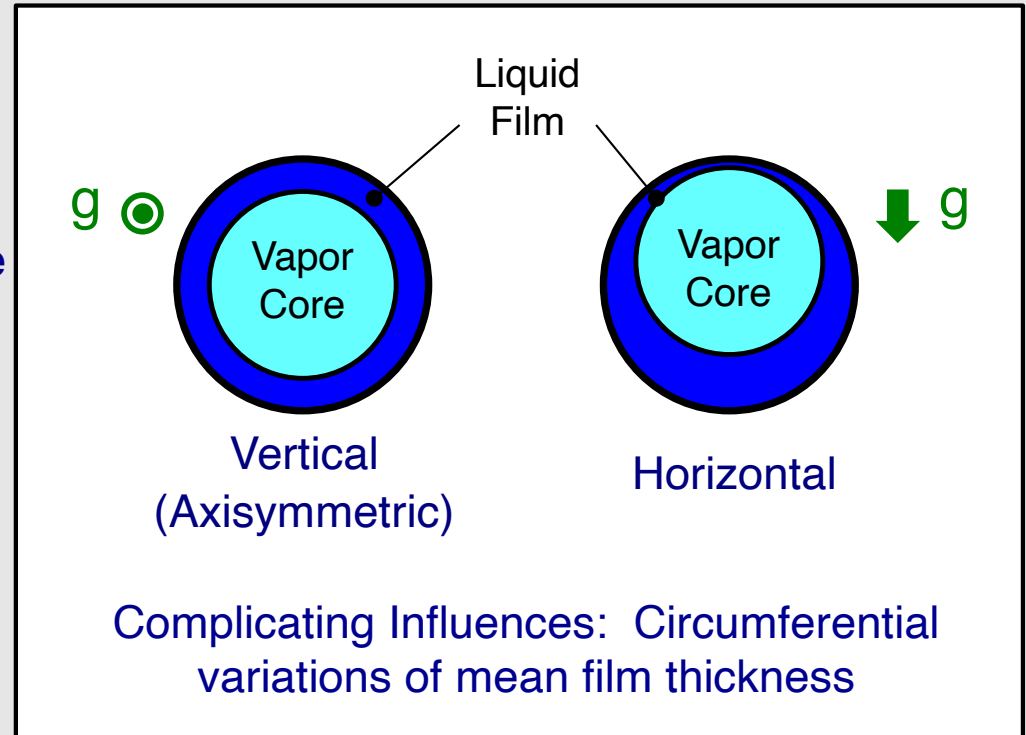 Liquid
Film
g
Vapor
Core
Vapor
Core
g
e
Vertical
(Axisymmetric)
Horizontal
Complicating Influences:  Circumferential
variations of mean film thickness